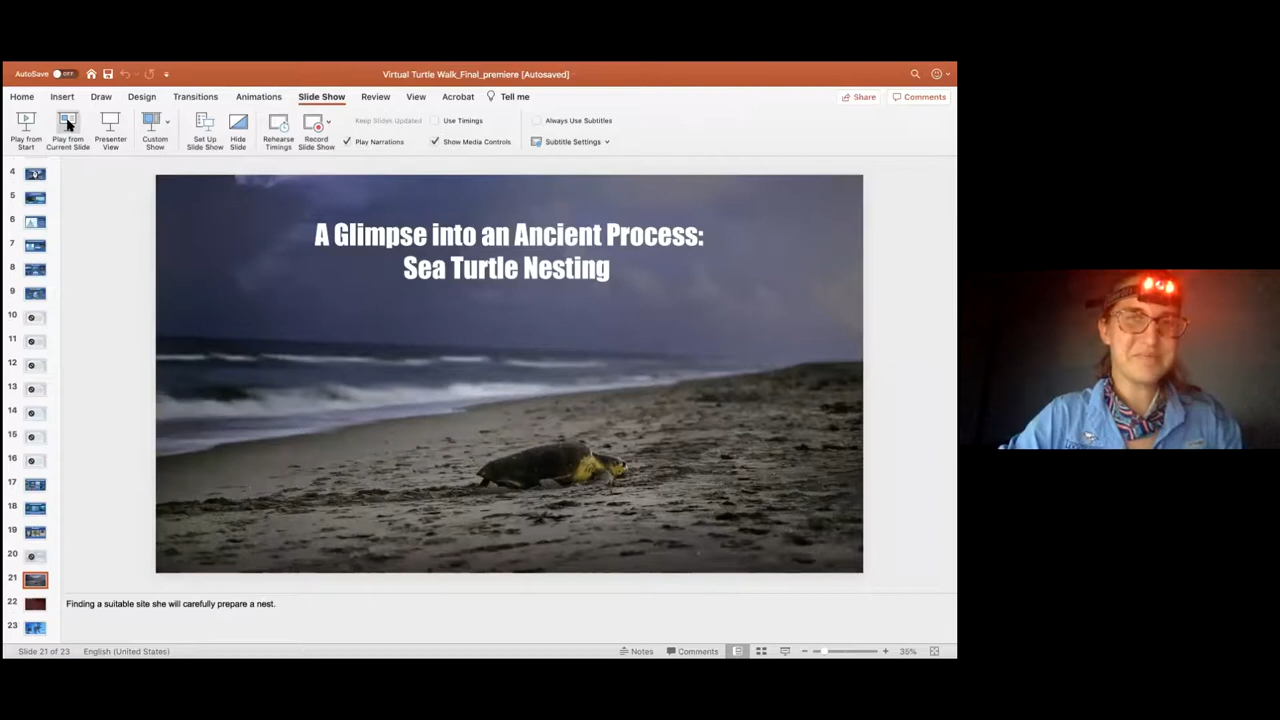 AutoSave OFF
Virtual Turtle Walk_Final_premiere [Autosaved]
Home Insert Draw Design Transitions Animations Slide Show Review View Acrobat Tell me
Share Comments
Play from Start
Play from Current Slide
Presenter View
Custom Show
Set Up Slide Show
Hide Slide
Rehearse Timings
Record Slide Show
Keep Slides Updated
Use Timings
Play Narrations
Show Media Controls
Always Use Subtitles
Subtitle Settings
4
5
6
7
8
9
10
11
12
13
14
15
16
17
18
19
20
21
22
23
A Glimpse into an Ancient Process:
Sea Turtle Nesting
Finding a suitable site she will carefully prepare a nest.
Slide 21 of 23 English (United States) Notes Comments 35%